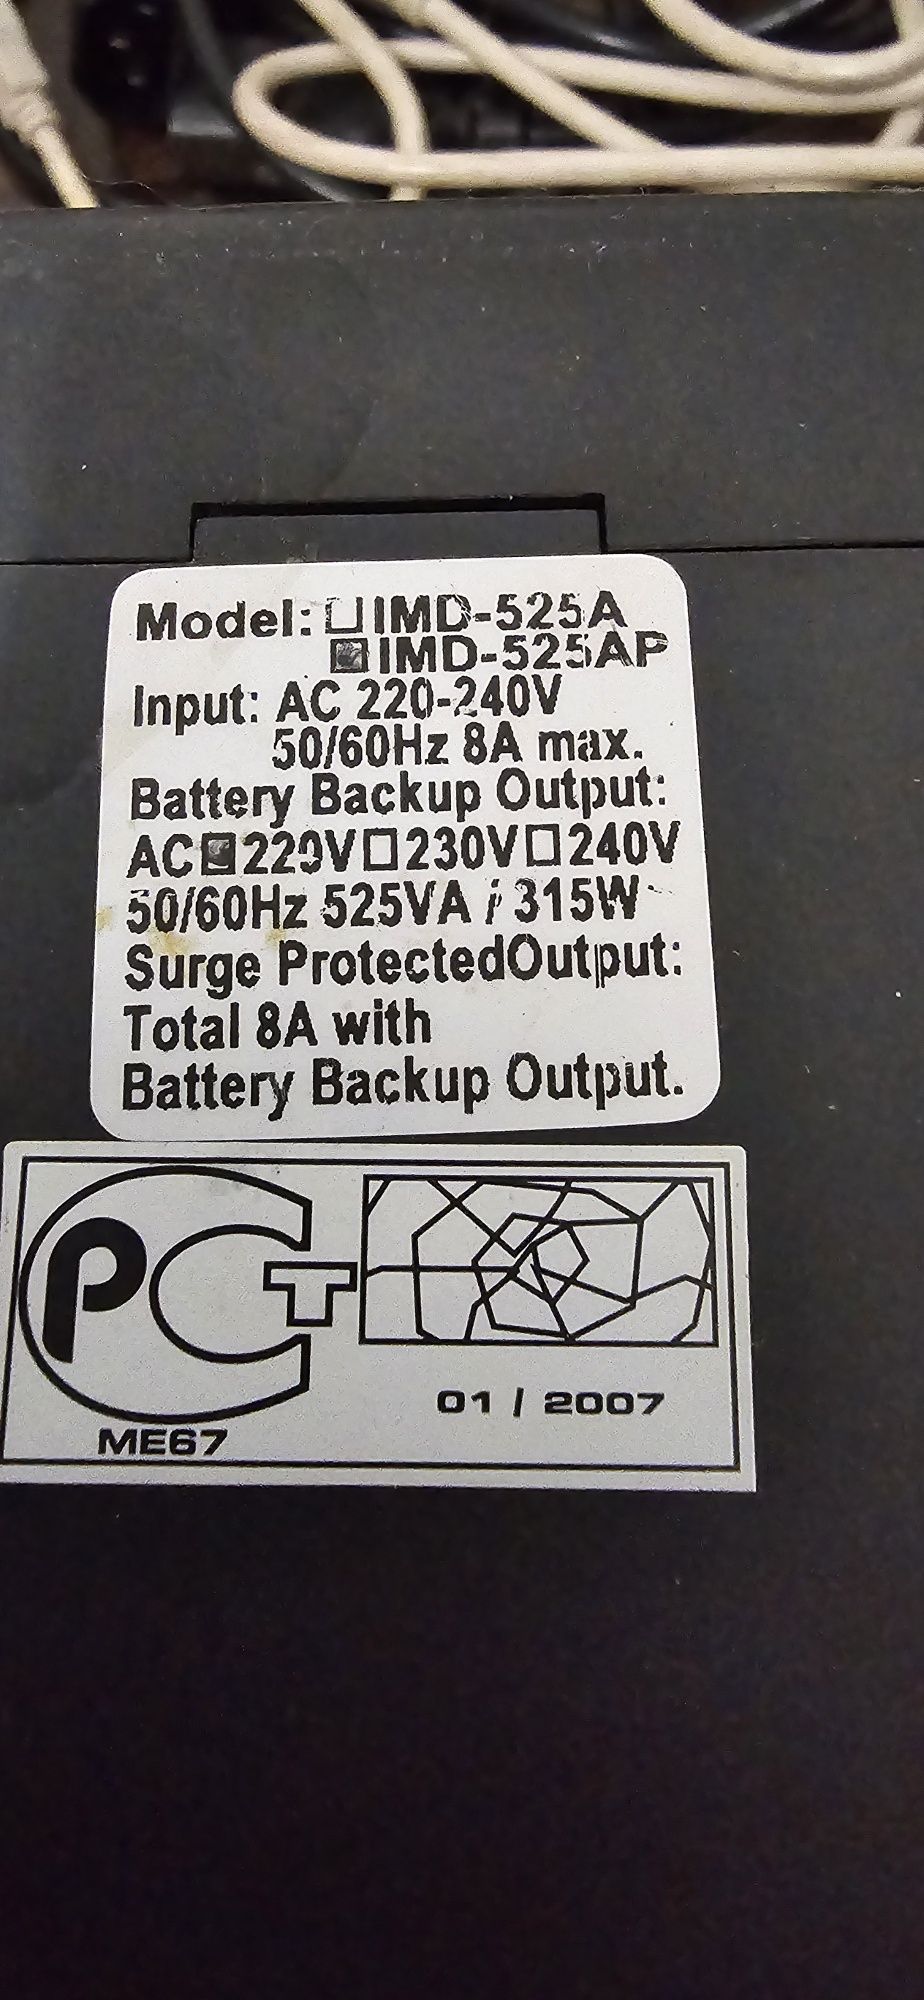 Model: ☐ IMD-525A
■ IMD-525AP
Input: AC 220-240V
50/60Hz 8A max.
Battery Backup Output:
AC ■ 220V ☐ 230V ☐ 240V
50/60Hz 525VA / 315W
Surge ProtectedOutput:
Total 8A with
Battery Backup Output.
РСТ
ME67
01 / 2007